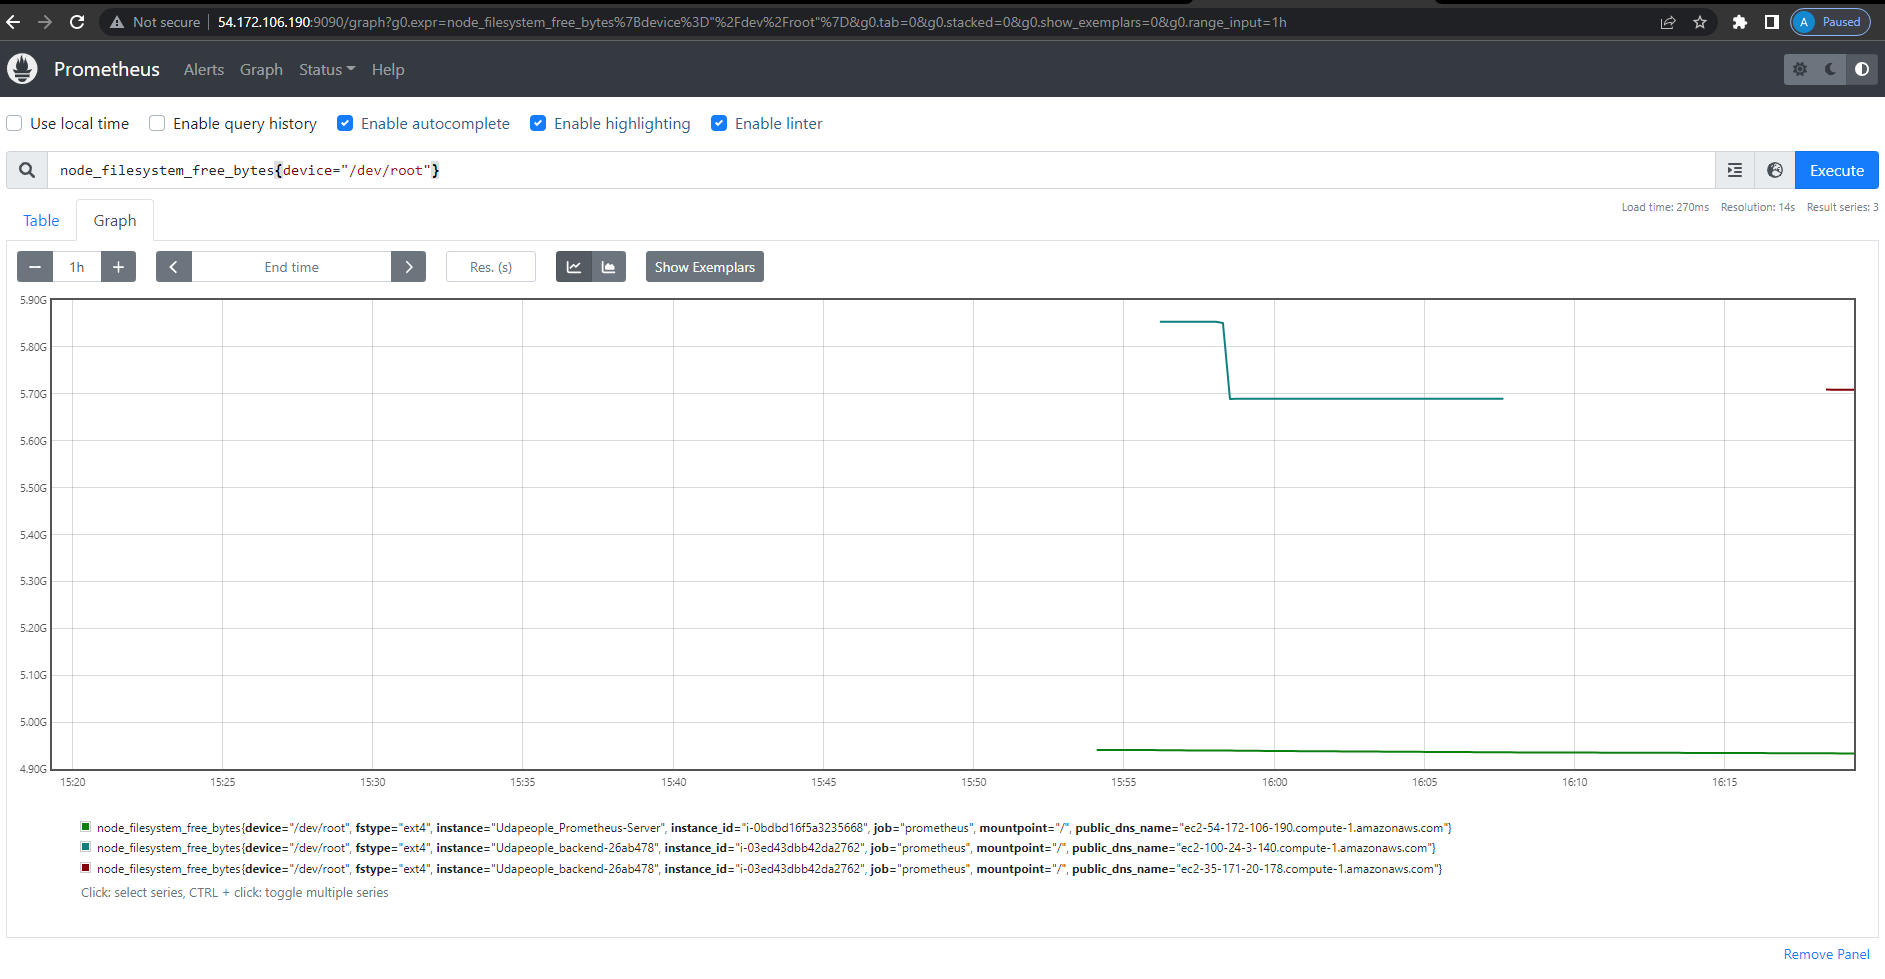 Not secure 54.172.106.190:9090/graph?g0.expr=node_filesystem_free_bytes%7Bdevice%3D"%2Fdev%2Froot"%7D&g0.tab=0&g0.stacked=0&g0.show_exemplars=0&g0.range_input=1h A Paused
Prometheus Alerts Graph Status Help
Use local time Enable query history Enable autocomplete Enable highlighting Enable linter
node_filesystem_free_bytes{device="/dev/root"} Execute
Table Graph Load time: 270ms Resolution: 14s Result series: 3
1h End time Res. (s) Show Exemplars
5.90G
5.80G
5.70G
5.60G
5.50G
5.40G
5.30G
5.20G
5.10G
5.00G
4.90G
15:20 15:25 15:30 15:35 15:40 15:45 15:50 15:55 16:00 16:05 16:10 16:15
node_filesystem_free_bytes{device="/dev/root", fstype="ext4", instance="Udapeople_Prometheus-Server", instance_id="i-0bdbd16f5a3235668", job="prometheus", mountpoint="/", public_dns_name="ec2-54-172-106-190.compute-1.amazonaws.com"}
node_filesystem_free_bytes{device="/dev/root", fstype="ext4", instance="Udapeople_backend-26ab478", instance_id="i-03ed43dbb42da2762", job="prometheus", mountpoint="/", public_dns_name="ec2-100-24-3-140.compute-1.amazonaws.com"}
node_filesystem_free_bytes{device="/dev/root", fstype="ext4", instance="Udapeople_backend-26ab478", instance_id="i-03ed43dbb42da2762", job="prometheus", mountpoint="/", public_dns_name="ec2-35-171-20-178.compute-1.amazonaws.com"}
Click: select series, CTRL + click: toggle multiple series
Remove Panel